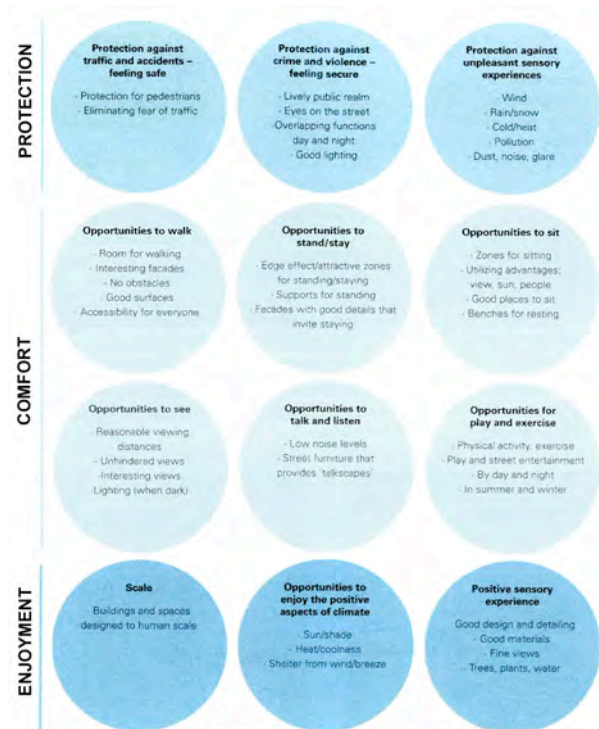 PROTECTION
Protection against
traffic and accidents –
feeling safe
· Protection for pedestrians
· Eliminating fear of traffic
Protection against
crime and violence –
feeling secure
· Lively public realm
· Eyes on the street
·Overlapping functions
day and night
· Good lighting
Protection against
unpleasant sensory
experiences
· Wind
· Rain/snow
· Cold/heat
· Pollution
· Dust, noise, glare
COMFORT
Opportunities to walk
· Room for walking
· Interesting facades
· No obstacles
· Good surfaces
· Accessibility for everyone
Opportunities to
stand/stay
· Edge effect/attractive zones
for standing/staying
· Supports for standing
· Facades with good details that
invite staying
Opportunities to sit
· Zones for sitting
· Utilizing advantages:
view, sun, people
· Good places to sit
· Benches for resting
Opportunities to see
· Reasonable viewing
distances
· Unhindered views
·Interesting views
·Lighting (when dark)
Opportunities to
talk and listen
· Low noise levels
· Street furniture that
provides 'talkscapes'
Opportunities for
play and exercise
· Physical activity, exercise
· Play and street entertainment
· By day and night
· In summer and winter
ENJOYMENT
Scale
· Buildings and spaces
designed to human scale
Opportunities to
enjoy the positive
aspects of climate
· Sun/shade
· Heat/coolness
· Shelter from wind/breeze
Positive sensory
experience
Good design and detailing
· Good materials
· Fine views
· Trees, plants, water